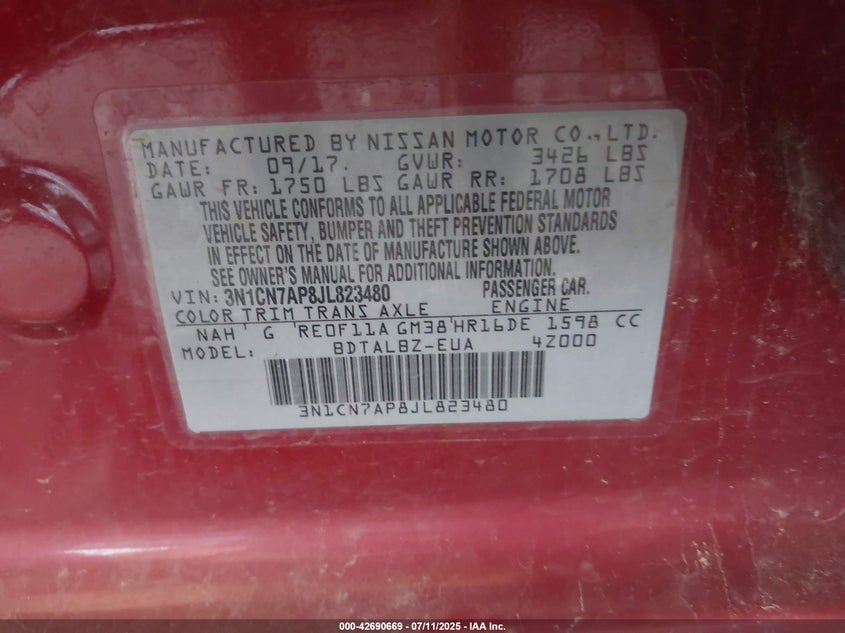 MANUFACTURED BY NISSAN MOTOR CO.,LTD.
DATE: 09/17. GVWR: 3426 LBS
GAWR FR: 1750 LBS GAWR RR: 1708 LBS
THIS VEHICLE CONFORMS TO ALL APPLICABLE FEDERAL MOTOR
VEHICLE SAFETY, BUMPER AND THEFT PREVENTION STANDARDS
IN EFFECT ON THE DATE OF MANUFACTURE SHOWN ABOVE.
SEE OWNER'S MANUAL FOR ADDITIONAL INFORMATION.
VIN: 3N1CN7AP8JL823480 PASSENGER CAR.
COLOR TRIM TRANS AXLE ENGINE
NAH ' G 'RE0F11A GM38'HR16DE 1598 CC
MODEL: BDTALBZ-EUA 4Z000
3N1CN7AP8JL823480
000-42690669 - 07/11/2025 - IAA Inc.